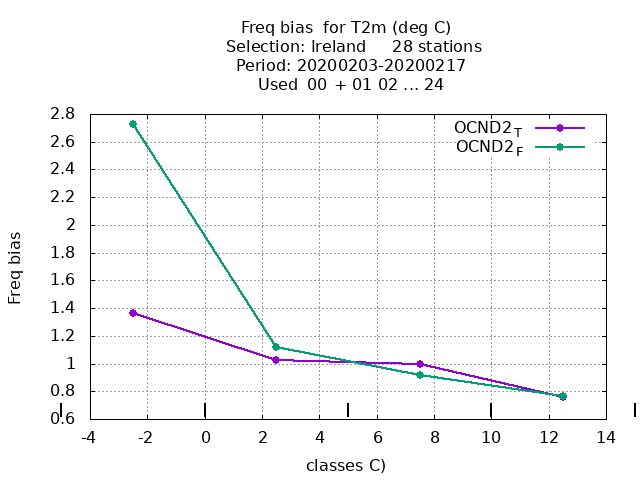 Freq bias  for T2m (deg C)
Selection: Ireland     28 stations
Period: 20200203-20200217
Used  00 + 01 02 ... 24
OCND2T
OCND2F
Freq bias
2.8
2.6
2.4
2.2
2
1.8
1.6
1.4
1.2
1
0.8
0.6
-4 -2 0 2 4 6 8 10 12 14
classes C)